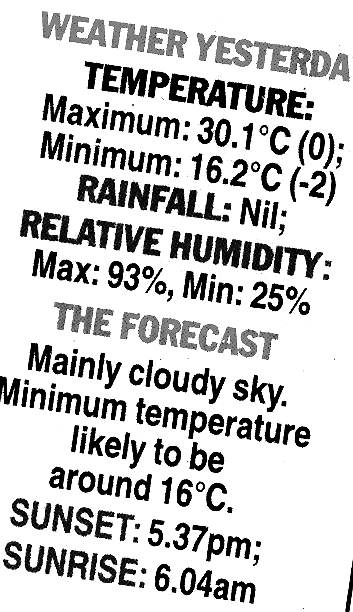 WEATHER YESTERDA
TEMPERATURE:
Maximum: 30.1°C (0);
Minimum: 16.2°C (-2)
RAINFALL: Nil;
RELATIVE HUMIDITY:
Max: 93%, Min: 25%
THE FORECAST
Mainly cloudy sky.
Minimum temperature
likely to be
around 16°C.
SUNSET: 5.37pm;
SUNRISE: 6.04am